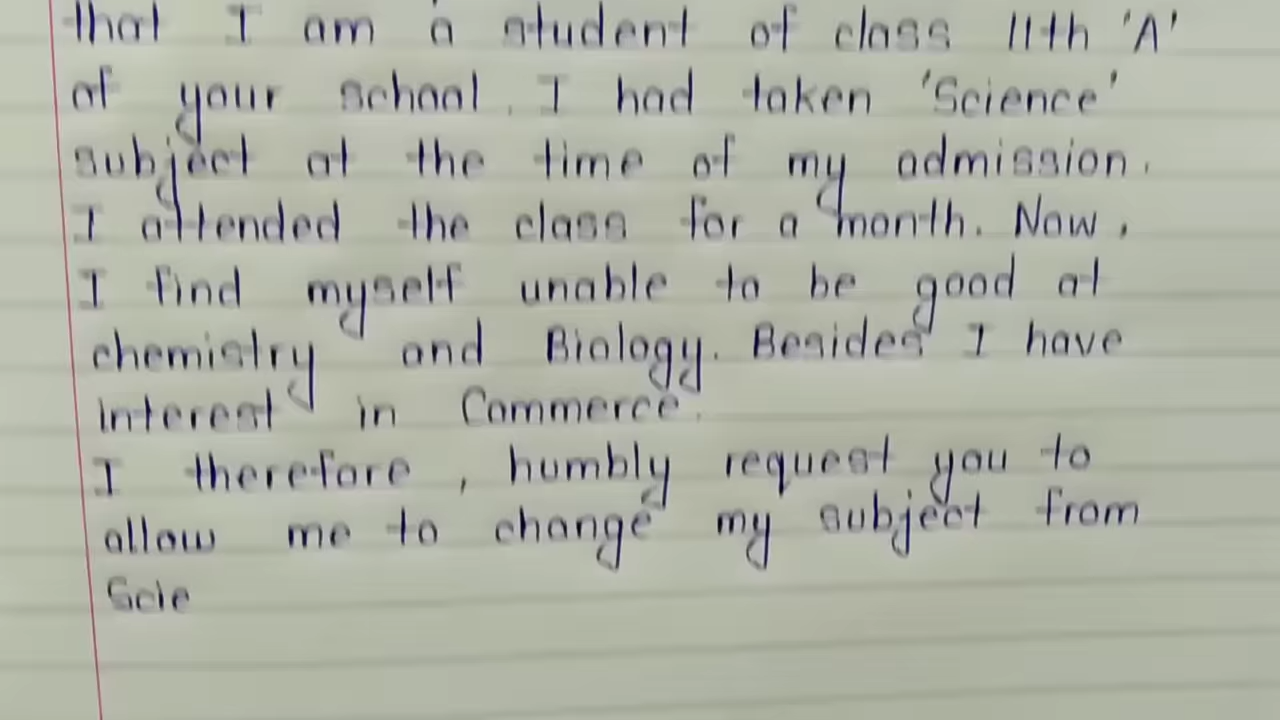 that I am a student of class 11th 'A'
of your school. I had taken 'Science'
subject at the time of my admission.
I attended the class for a month. Now,
I find myself unable to be good at
chemistry and Biology. Besides I have
interest in Commerce.
I therefore, humbly request you to
allow me to change my subject from
Scie